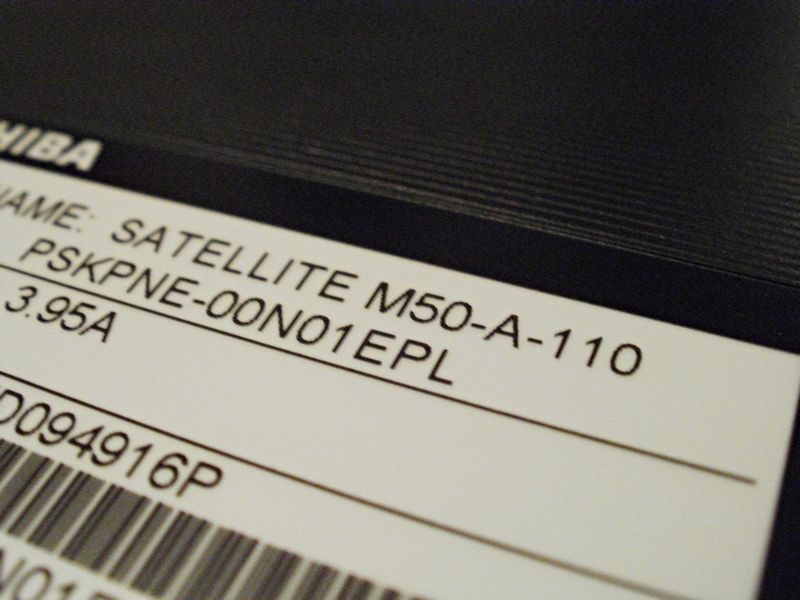 HIBA
NAME: SATELLITE M50-A-110
PSKPNE-00N01EPL
3.95A
D094916P